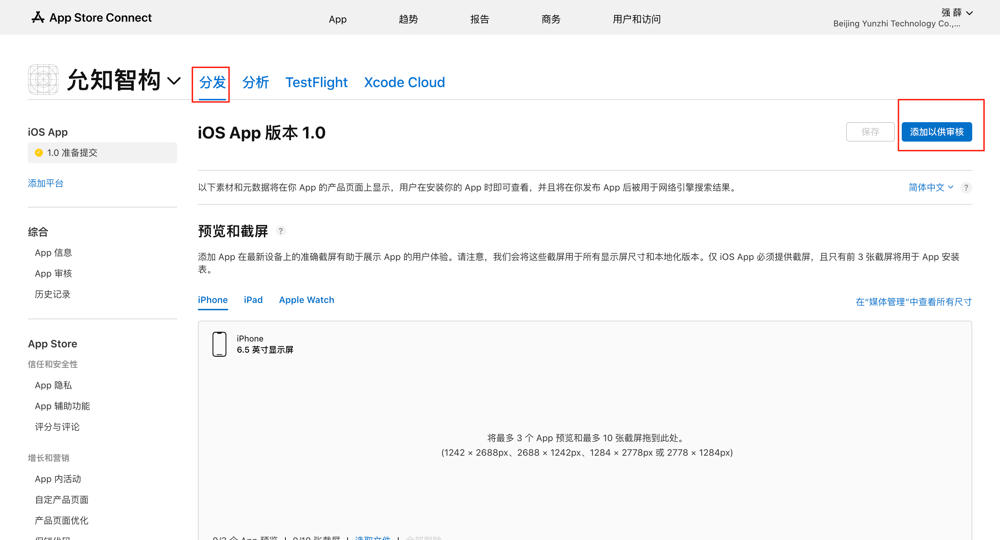 App Store Connect
App
趋势
报告
商务
用户和访问
强 薛
Beijing Yunzhi Technology Co.,...
允知智构
分发
分析
TestFlight
Xcode Cloud
iOS App
1.0 准备提交
添加平台
综合
App 信息
App 审核
历史记录
App Store
信任和安全性
App 隐私
App 辅助功能
评分与评论
增长和营销
App 内活动
自定产品页面
产品页面优化
促销代码
iOS App 版本 1.0
保存
添加以供审核
以下素材和元数据将在你 App 的产品页面上显示，用户在安装你的 App 时即可查看，并且将在你发布 App 后被用于网络引擎搜索结果。
简体中文
?
预览和截屏
?
添加 App 在最新设备上的准确截屏有助于展示 App 的用户体验。请注意，我们会将这些截屏用于所有显示屏尺寸和本地化版本。仅 iOS App 必须提供截屏，且只有前 3 张截屏将用于 App 安装
表。
iPhone
iPad
Apple Watch
在“媒体管理”中查看所有尺寸
iPhone
6.5 英寸显示屏
将最多 3 个 App 预览和最多 10 张截屏拖到此处。
(1242 × 2688px、2688 × 1242px、1284 × 2778px 或 2778 × 1284px)
0/3 个 App 预览 | 0/10 张截屏 | 选取文件 | 全部删除